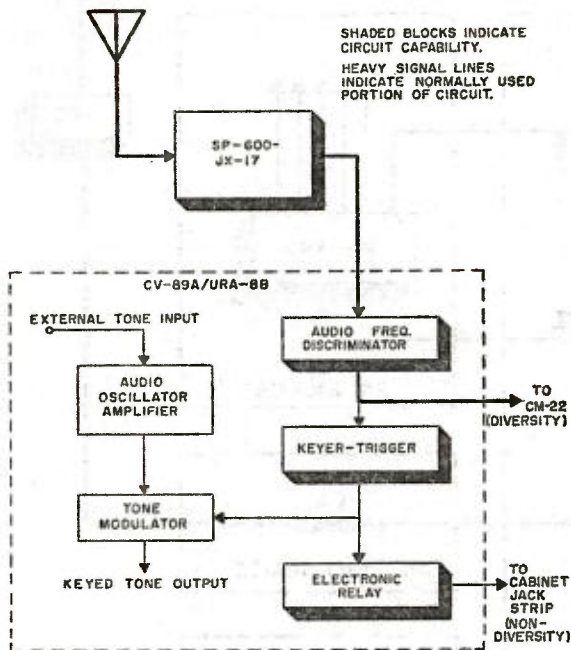 SHADED BLOCKS INDICATE
CIRCUIT CAPABILITY.
HEAVY SIGNAL LINES
INDICATE NORMALLY USED
PORTION OF CIRCUIT.
SP-600-
JX-17
CV-89A/URA-8B
EXTERNAL TONE INPUT
AUDIO FREQ.
DISCRIMINATOR
AUDIO
OSCILLATOR
AMPLIFIER
TO
CM-22
(DIVERSITY)
KEYER-TRIGGER
TONE
MODULATOR
KEYED TONE OUTPUT
ELECTRONIC
RELAY
TO
CABINET
JACK
STRIP
(NON-
DIVERSITY)